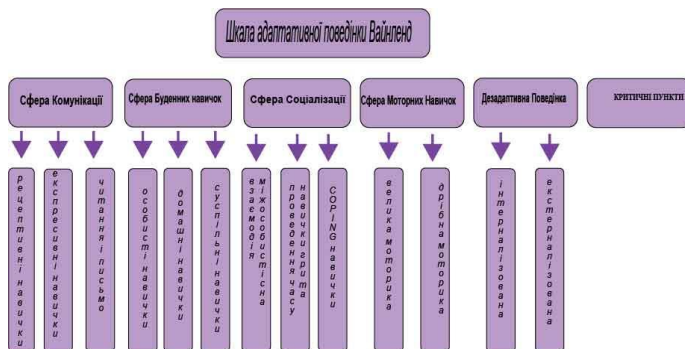 Шкала адаптативної поведінки Вайнленд
Сфера Комунікації
Сфера Буденних навичок
Сфера Соціалізації
Сфера Моторних Навичок
Дезадаптивна Поведінка
КРИТИЧНІ ПУНКТИ
рецептивні навички
експресивні навички
читання і письмо
особисті навички
домашні навички
суспільні навички
міжособистісна
взаємодія
навички гри та
проведення часу
COPING навички
велика моторика
дрібна моторика
інтерналізована
екстерналізована